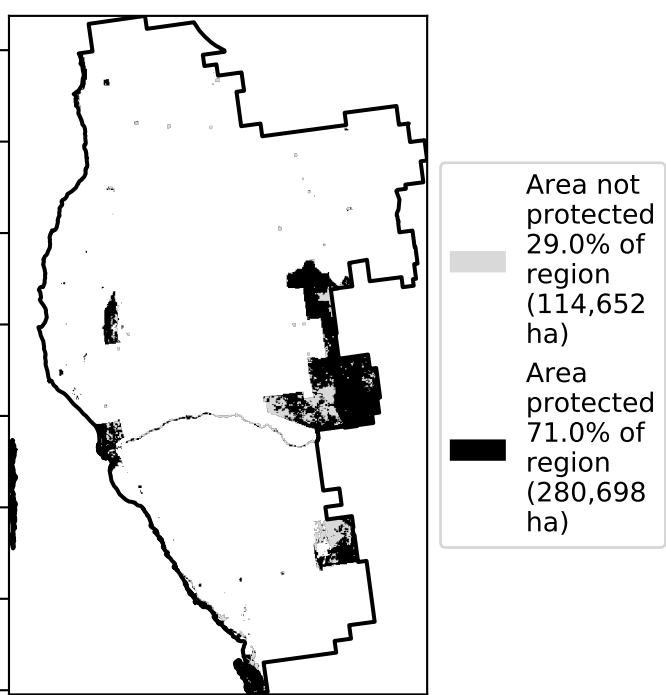 Area not
protected
29.0% of
region
(114,652
ha)
Area
protected
71.0% of
region
(280,698
ha)